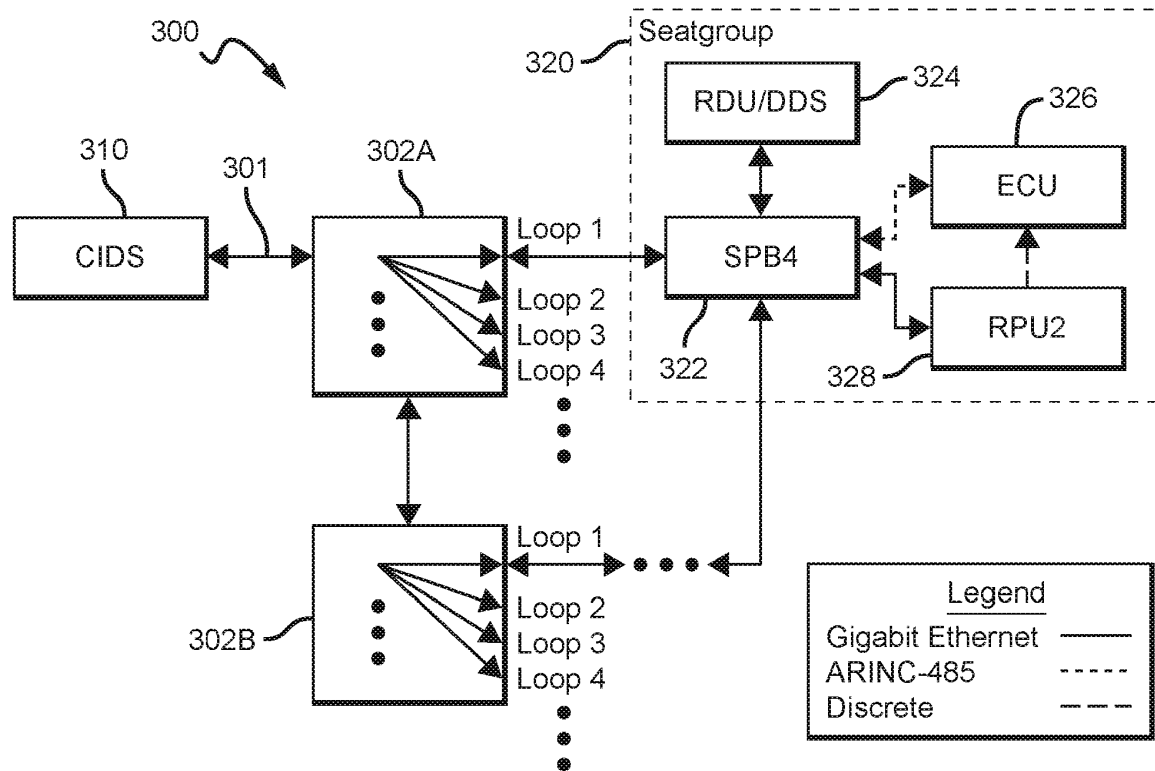 300
320
Seatgroup
RDU/DDS
324
326
ECU
310
301
302A
CIDS
Loop 1
Loop 2
Loop 3
Loop 4
SPB4
322
RPU2
328
302B
Loop 1
Loop 2
Loop 3
Loop 4
Legend
Gigabit Ethernet
ARINC-485
Discrete